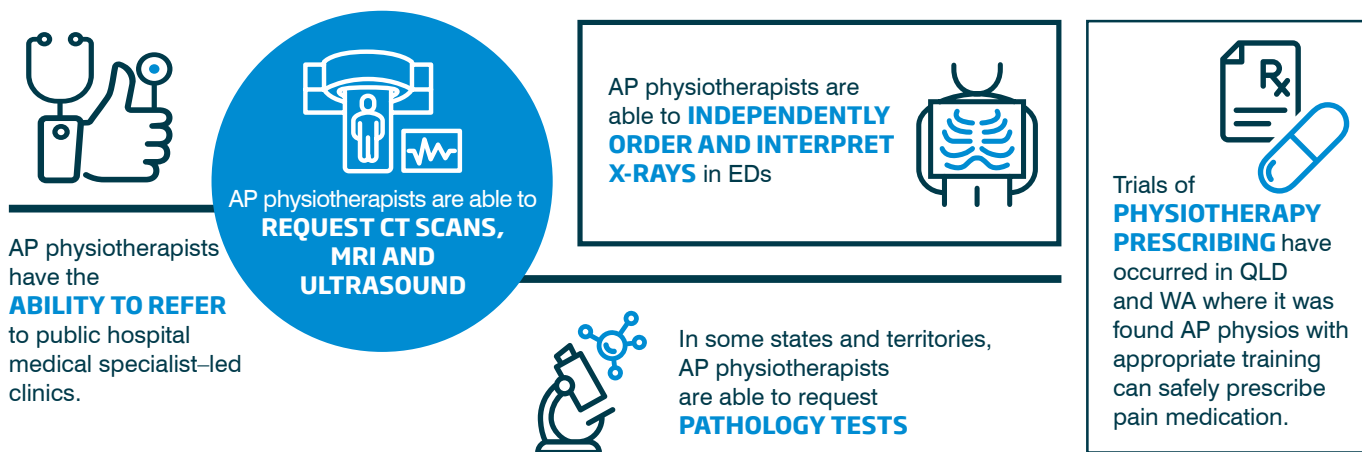 AP physiotherapists
have the
ABILITY TO REFER
to public hospital
medical specialist–led
clinics.
AP physiotherapists are able to
REQUEST CT SCANS,
MRI AND
ULTRASOUND
AP physiotherapists are
able to INDEPENDENTLY
ORDER AND INTERPRET
X-RAYS in EDs
In some states and territories,
AP physiotherapists
are able to request
PATHOLOGY TESTS
Rx
Trials of
PHYSIOTHERAPY
PRESCRIBING have
occurred in QLD
and WA where it was
found AP physios with
appropriate training
can safely prescribe
pain medication.